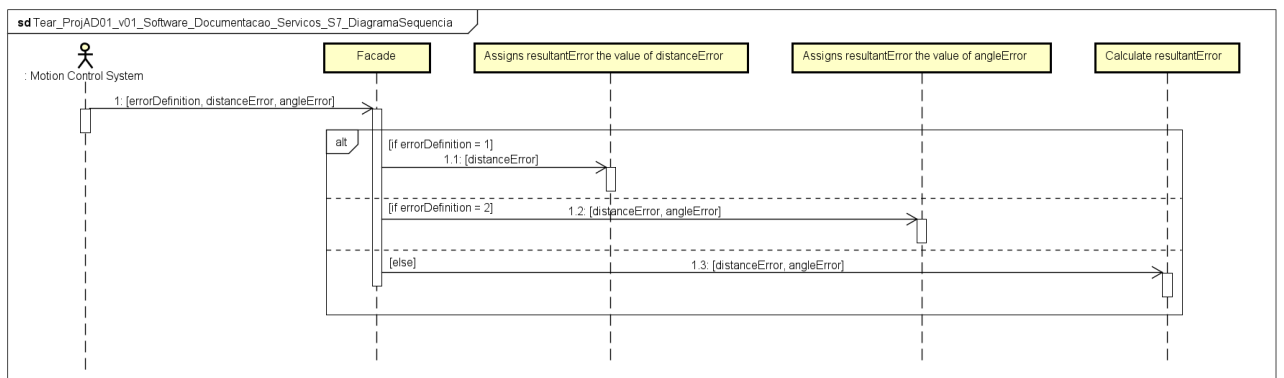 sd Tear_ProjAD01_v01_Software_Documentacao_Servicos_S7_DiagramaSequencia
: Motion Control System
Facade
Assigns resultantError the value of distanceError
Assigns resultantError the value of angleError
Calculate resultantError
1: [errorDefinition, distanceError, angleError]
alt
[if errorDefinition = 1]
1.1: [distanceError]
[if errorDefinition = 2]
1.2: [distanceError, angleError]
[else]
1.3: [distanceError, angleError]